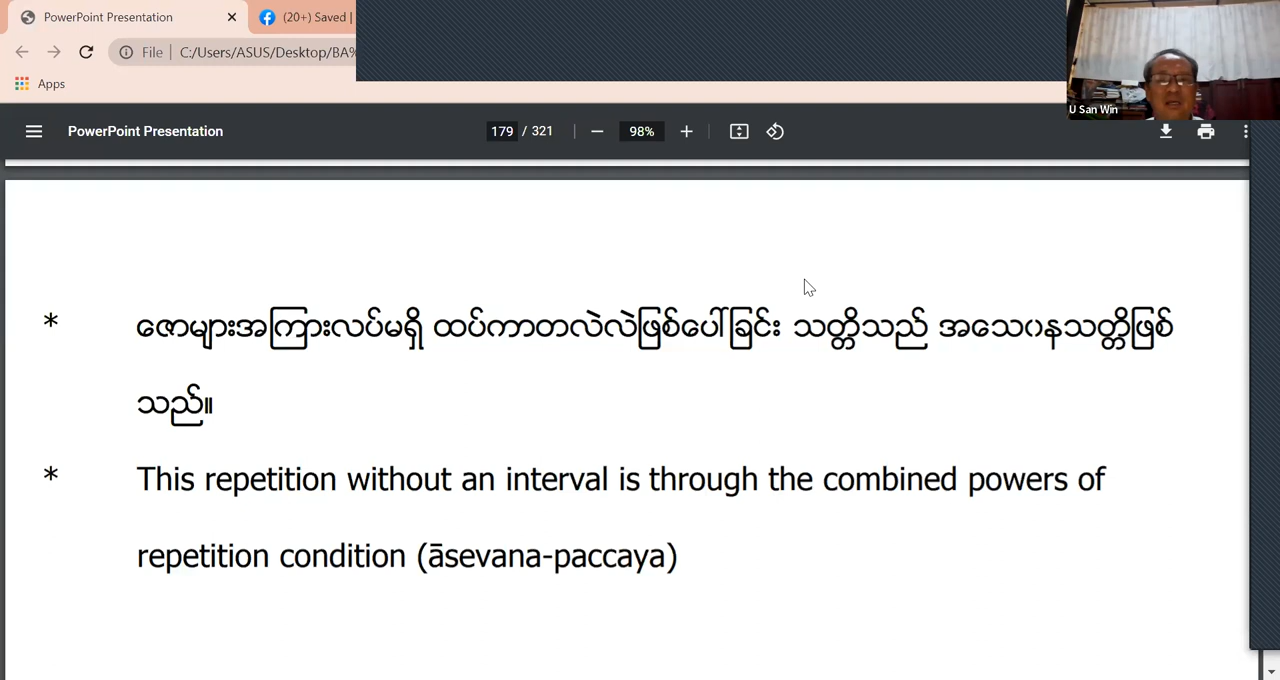 PowerPoint Presentation
(20+) Saved |
File | C:/Users/ASUS/Desktop/BA%
Apps
U San Win
PowerPoint Presentation
179 / 321
98%
* ဇောများအကြားလပ်မရှိ ထပ်ကာတလဲလဲဖြစ်ပေါ်ခြင်း သတ္တိသည် အသေ၀နသတ္တိဖြစ်
သည်။
* This repetition without an interval is through the combined powers of
repetition condition (āsevana-paccaya)